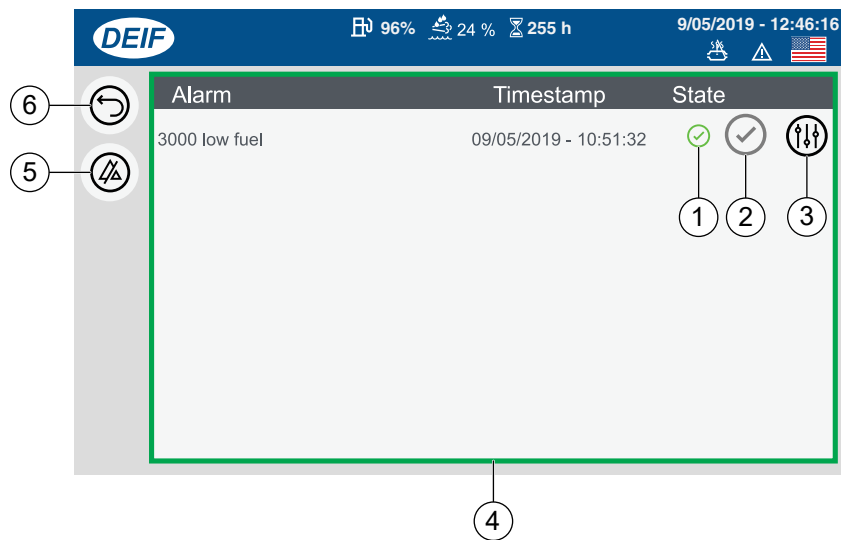 DEIF 96% 24 % 255 h 9/05/2019 - 12:46:16
Alarm Timestamp State
3000 low fuel 09/05/2019 - 10:51:32
6
5
1 2 3
4